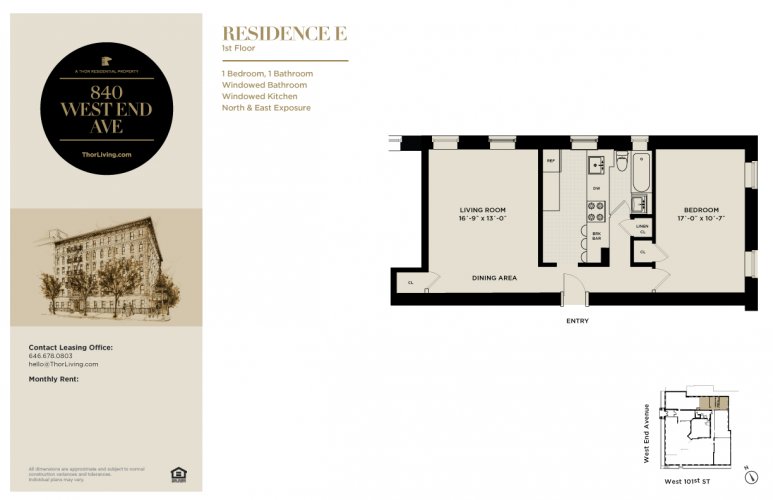 A THOR RESIDENTIAL PROPERTY
840
WEST END
AVE
ThorLiving.com
Contact Leasing Office:
646.678.0803
hello@ThorLiving.com
Monthly Rent:
All dimensions are approximate and subject to normal
construction variances and tolerances.
Individual plans may vary.
RESIDENCE E
1st Floor
1 Bedroom, 1 Bathroom
Windowed Bathroom
Windowed Kitchen
North & East Exposure
REF
DW
BRK
BAR
LIVING ROOM
16'-9" x 13'-0"
BEDROOM
17'-0" x 10'-7"
LINEN
CL
CL
CL
DINING AREA
ENTRY
West End Avenue
West 101st ST
N